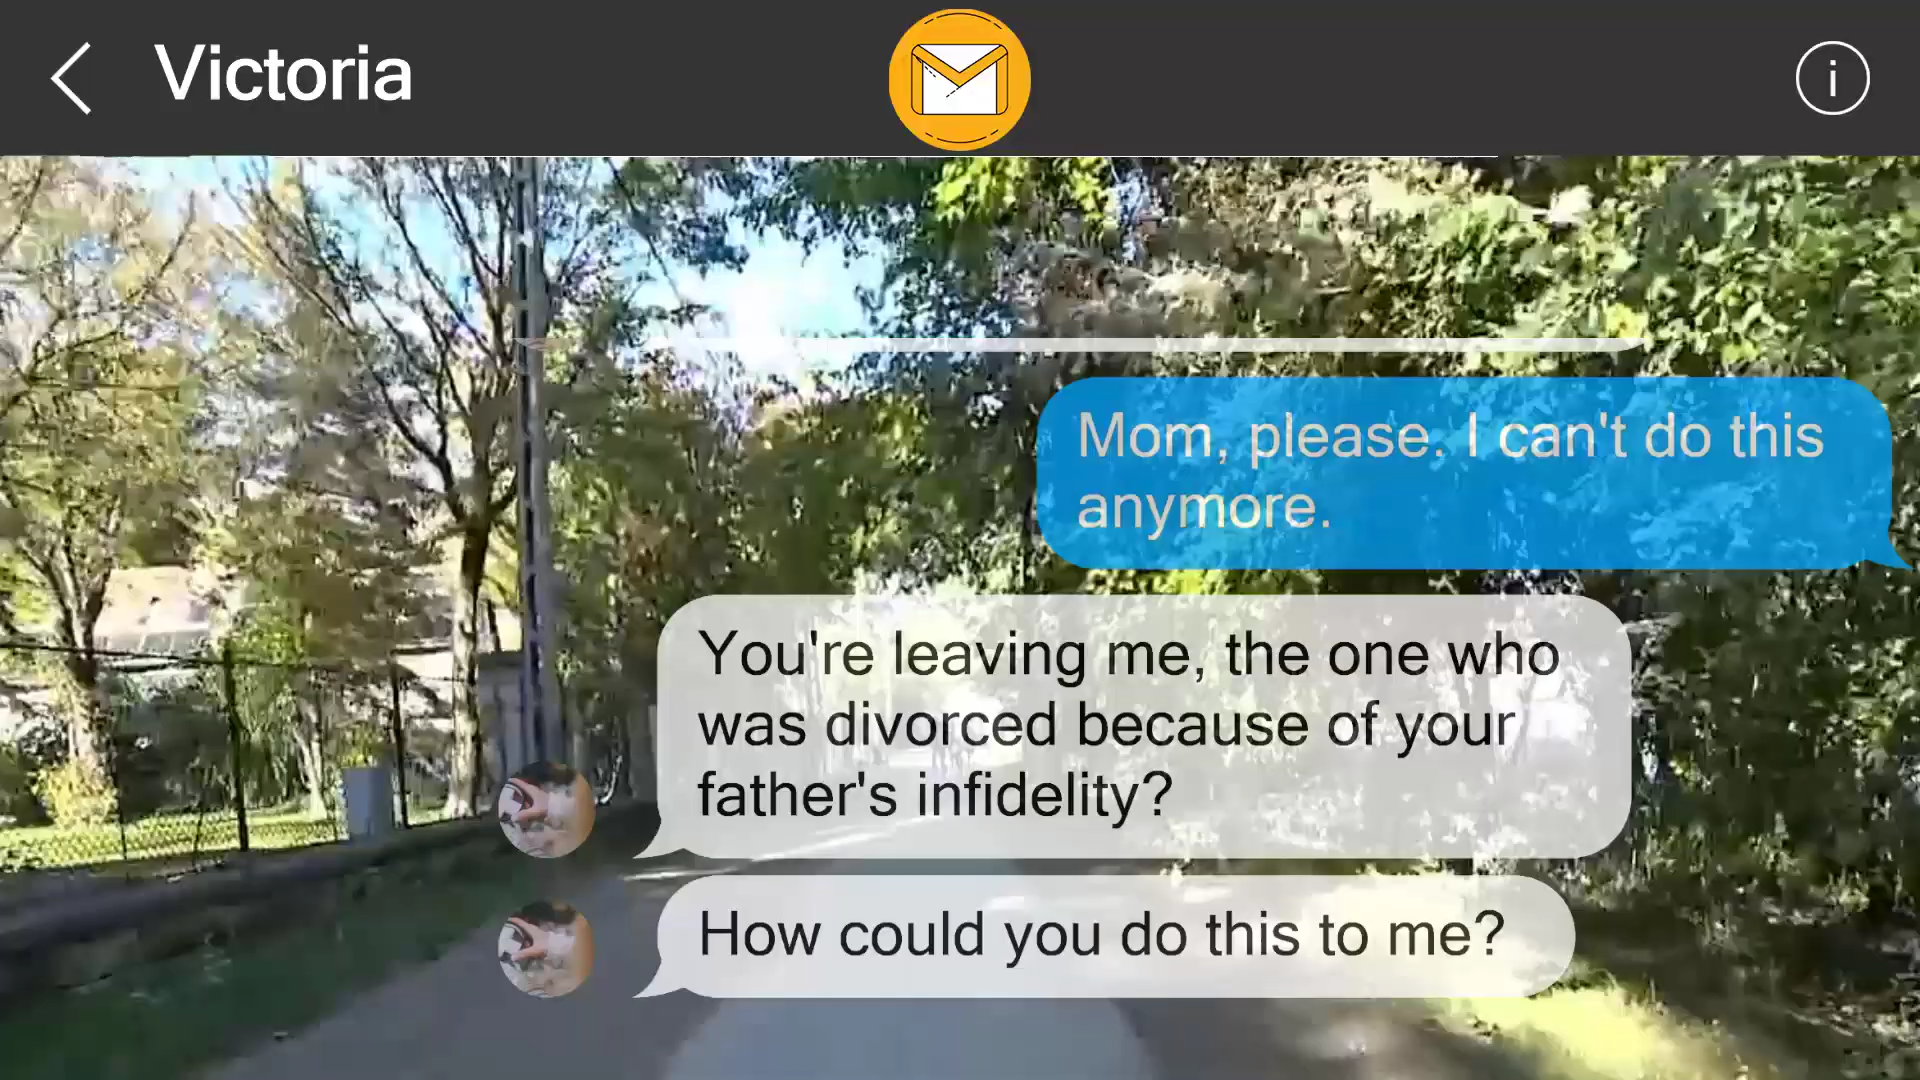 Victoria
Mom, please. I can't do this
anymore.
You're leaving me, the one who
was divorced because of your
father's infidelity?
How could you do this to me?